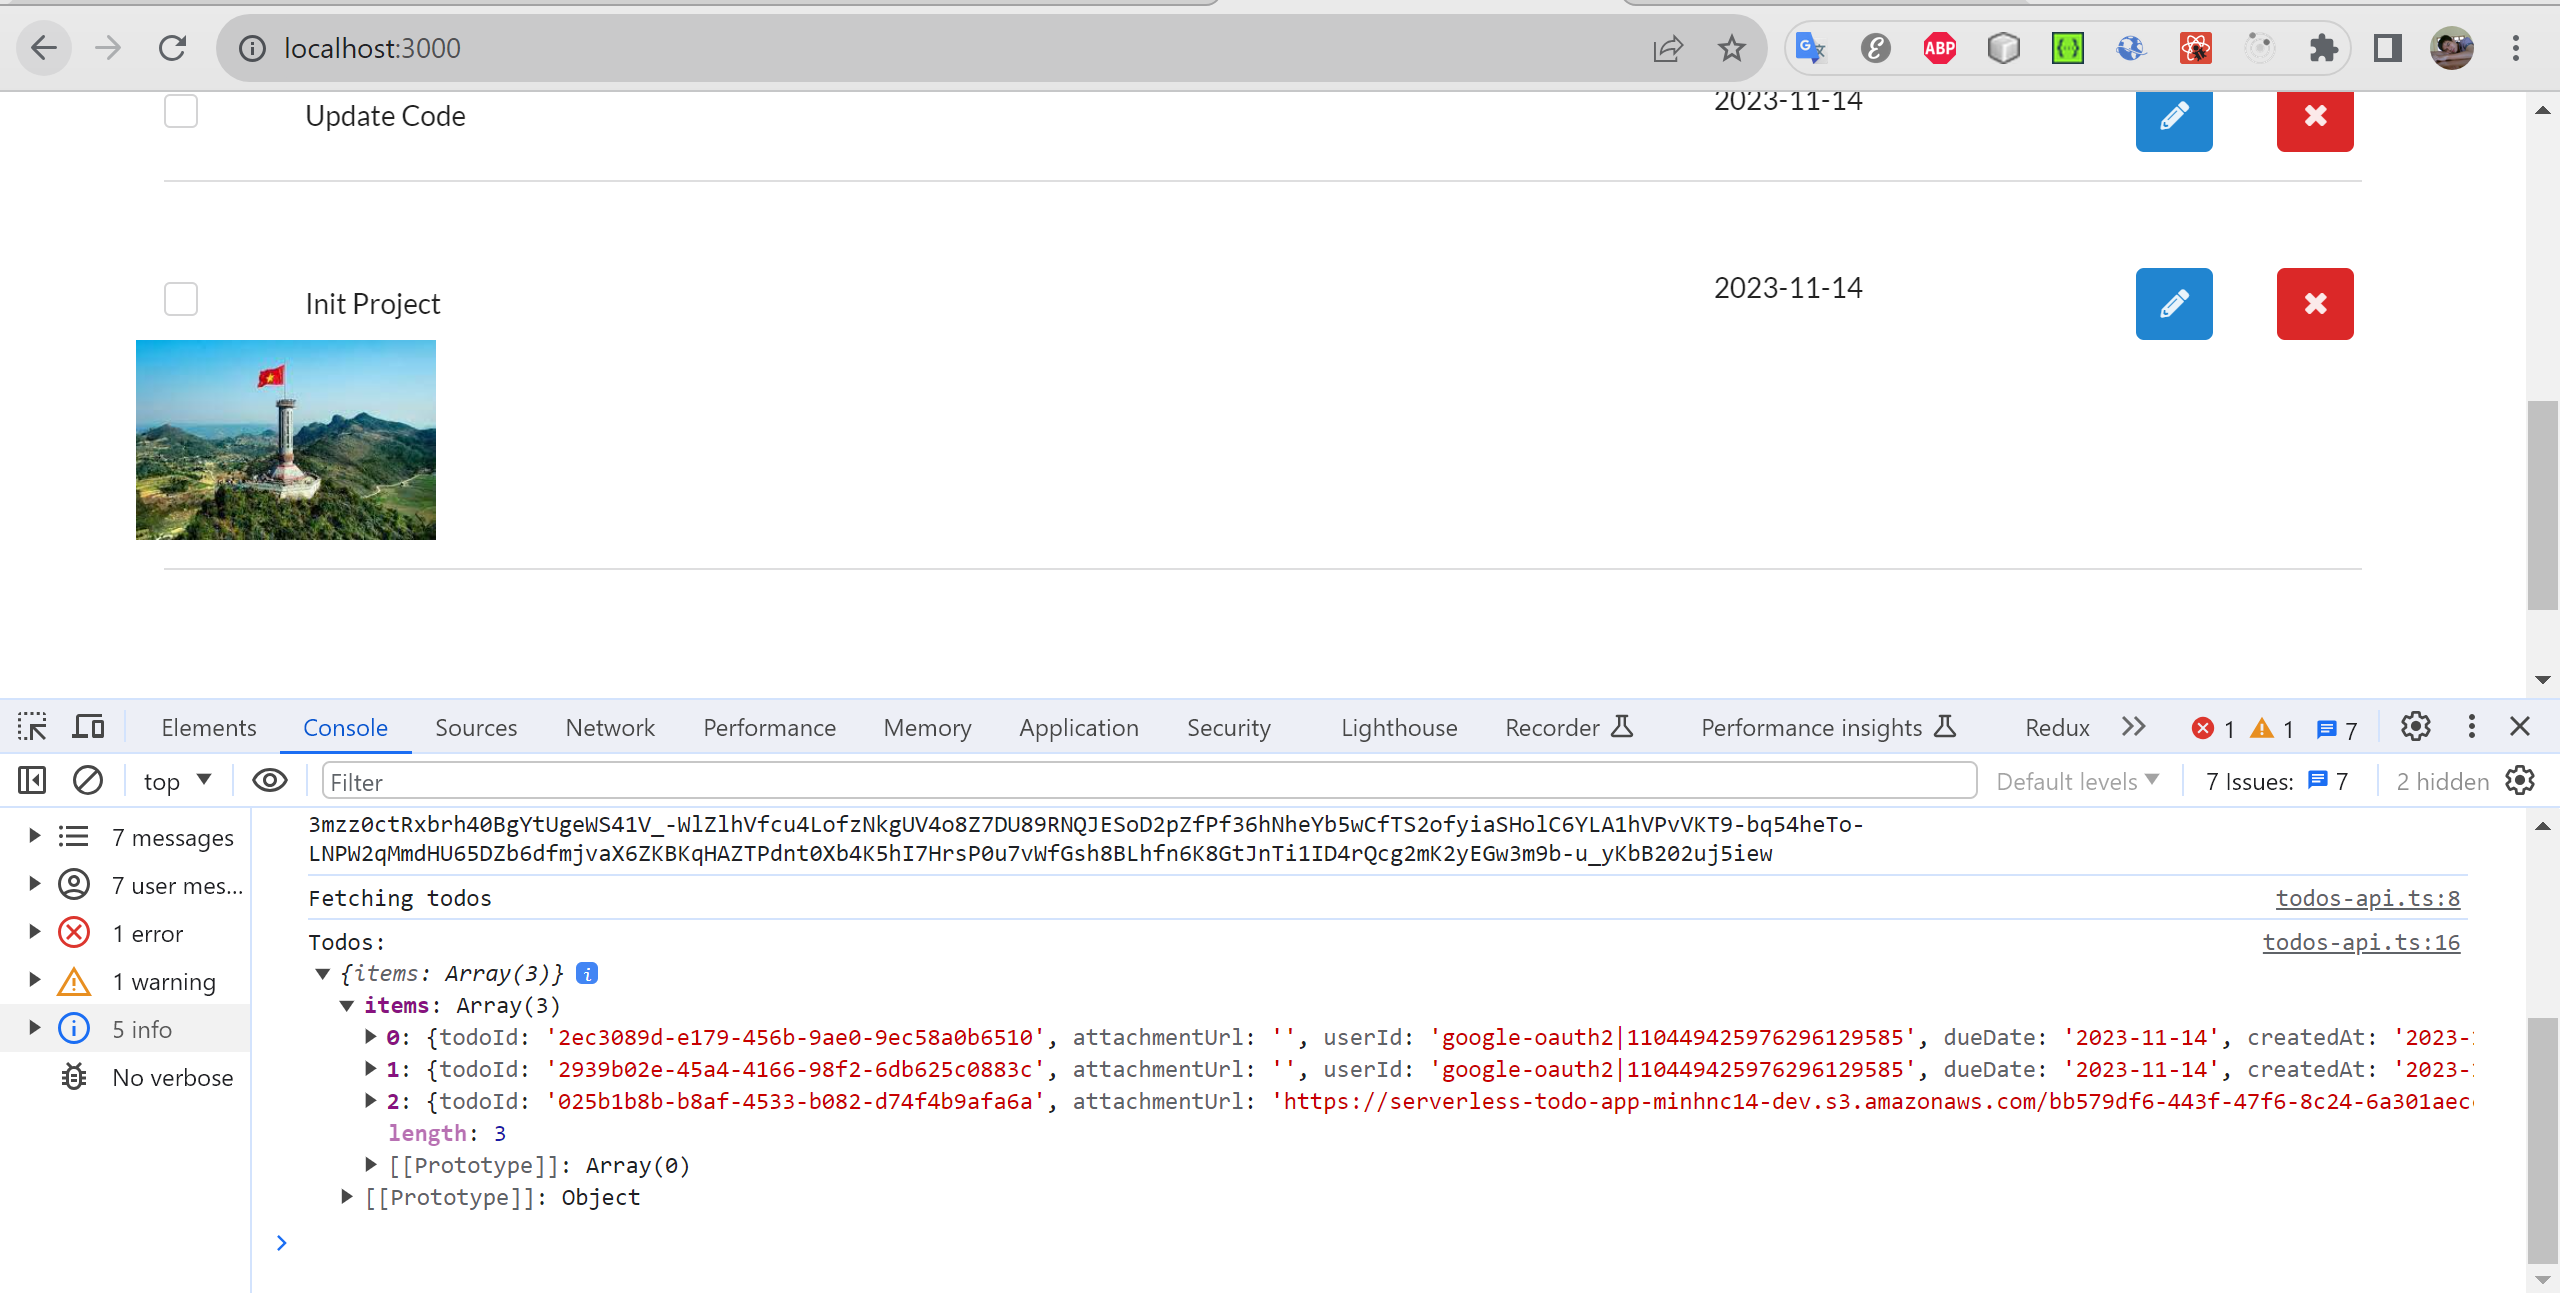 localhost:3000
ABP
Update Code
2023-11-14
Init Project
2023-11-14
Elements Console Sources Network Performance Memory Application Security Lighthouse Recorder Performance insights Redux 1 1 7
top Filter Default levels 7 Issues: 7 2 hidden
7 messages
7 user mes...
1 error
1 warning
5 info
No verbose
3mzz0ctRxbrh40BgYtUgeWS41V_-WlZlhVfcu4LofzNkgUV4o8Z7DU89RNQJESoD2pZfPf36hNheYb5wCfTS2ofyiaSHolC6YLA1hVPvVKT9-bq54heTo-
LNPW2qMmdHU65DZb6dfmjvaX6ZKBKqHAZTPdnt0Xb4K5hI7HrsP0u7vWfGsh8BLhfn6K8GtJnTi1ID4rQcg2mK2yEGw3m9b-u_yKbB202uj5iew
Fetching todos todos-api.ts:8
Todos: todos-api.ts:16
{items: Array(3)}
items: Array(3)
0: {todoId: '2ec3089d-e179-456b-9ae0-9ec58a0b6510', attachmentUrl: '', userId: 'google-oauth2|110449425976296129585', dueDate: '2023-11-14', createdAt: '2023-1
1: {todoId: '2939b02e-45a4-4166-98f2-6db625c0883c', attachmentUrl: '', userId: 'google-oauth2|110449425976296129585', dueDate: '2023-11-14', createdAt: '2023-1
2: {todoId: '025b1b8b-b8af-4533-b082-d74f4b9afa6a', attachmentUrl: 'https://serverless-todo-app-minhnc14-dev.s3.amazonaws.com/bb579df6-443f-47f6-8c24-6a301aec
length: 3
[[Prototype]]: Array(0)
[[Prototype]]: Object